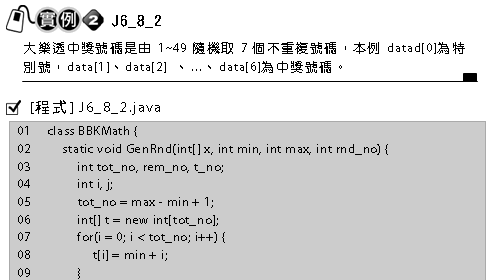 實例 2 J6_8_2
大樂透中獎號碼是由 1~49 隨機取 7 個不重複號碼，本例 datad[0]為特
別號，data[1]、data[2] 、…、data[6]為中獎號碼。
[程式] J6_8_2.java
01 class BBKMath {
02 static void GenRnd(int[] x, int min, int max, int rnd_no) {
03 int tot_no, rem_no, t_no;
04 int i, j;
05 tot_no = max - min + 1;
06 int[] t = new int[tot_no];
07 for(i = 0; i < tot_no; i++) {
08 t[i] = min + i;
09 }